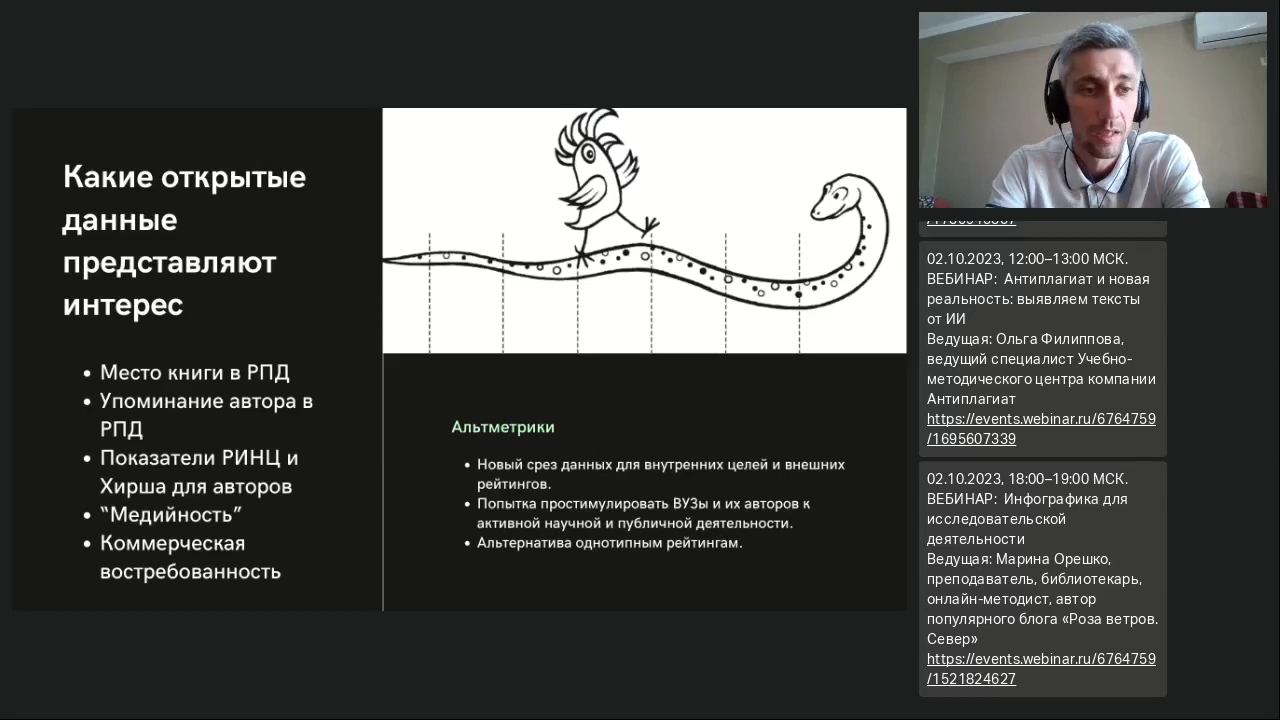 Какие открытые
данные
представляют
интерес
• Место книги в РПД
• Упоминание автора в
РПД
• Показатели РИНЦ и
Хирша для авторов
• “Медийность”
• Коммерческая
востребованность
Альтметрики
• Новый срез данных для внутренних целей и внешних
рейтингов.
• Попытка простимулировать ВУЗы и их авторов к
активной научной и публичной деятельности.
• Альтернатива однотипным рейтингам.
02.10.2023, 12:00–13:00 МСК.
ВЕБИНАР: Антиплагиат и новая
реальность: выявляем тексты
от ИИ
Ведущая: Ольга Филиппова,
ведущий специалист Учебно-
методического центра компании
Антиплагиат
https://events.webinar.ru/6764759
/1695607339
02.10.2023, 18:00–19:00 МСК.
ВЕБИНАР: Инфографика для
исследовательской
деятельности
Ведущая: Марина Орешко,
преподаватель, библиотекарь,
онлайн-методист, автор
популярного блога «Роза ветров.
Север»
https://events.webinar.ru/6764759
/1521824627